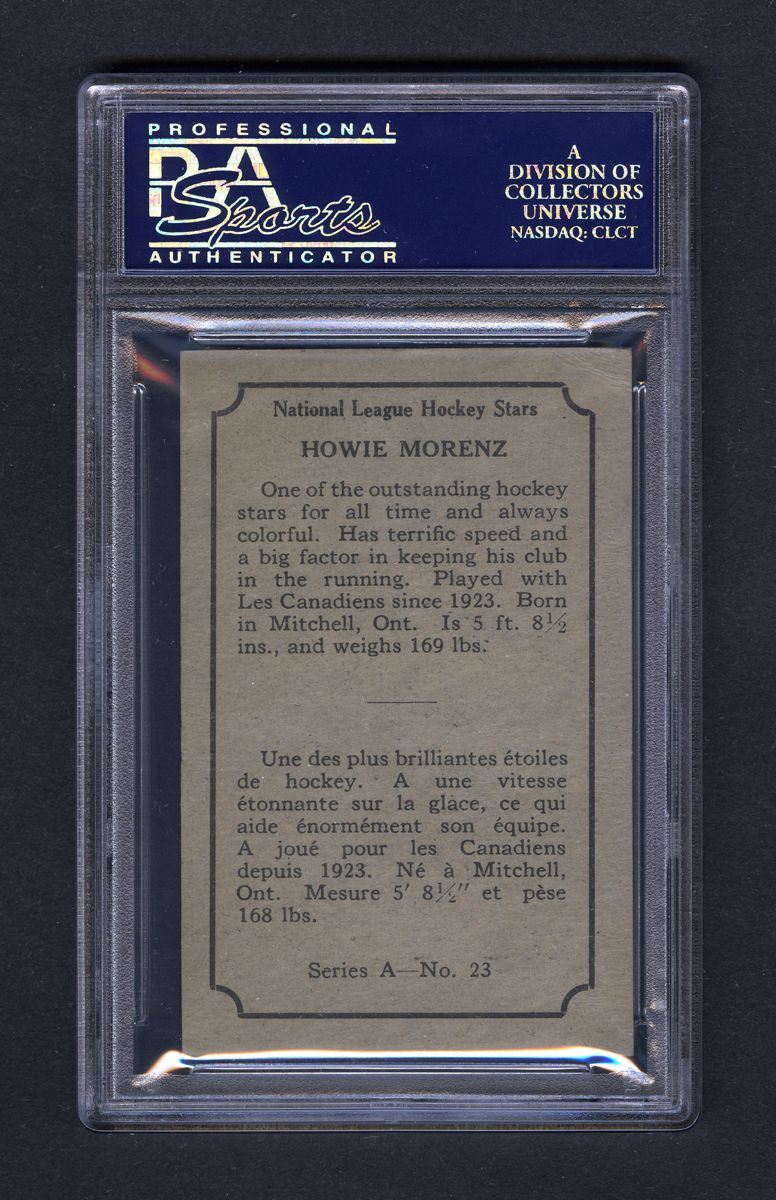 PROFESSIONAL
PSA
Sports
AUTHENTICATOR
A
DIVISION OF
COLLECTORS
UNIVERSE
NASDAQ: CLCT
National League Hockey Stars
HOWIE MORENZ
One of the outstanding hockey
stars for all time and always
colorful. Has terrific speed and
a big factor in keeping his club
in the running. Played with
Les Canadiens since 1923. Born
in Mitchell, Ont. Is 5 ft. 8½
ins., and weighs 169 lbs.
Une des plus brilliantes étoiles
de hockey. A une vitesse
étonnante sur la glace, ce qui
aide énormément son équipe.
A joué pour les Canadiens
depuis 1923. Né à Mitchell,
Ont. Mesure 5' 8½" et pèse
168 lbs.
Series A—No. 23